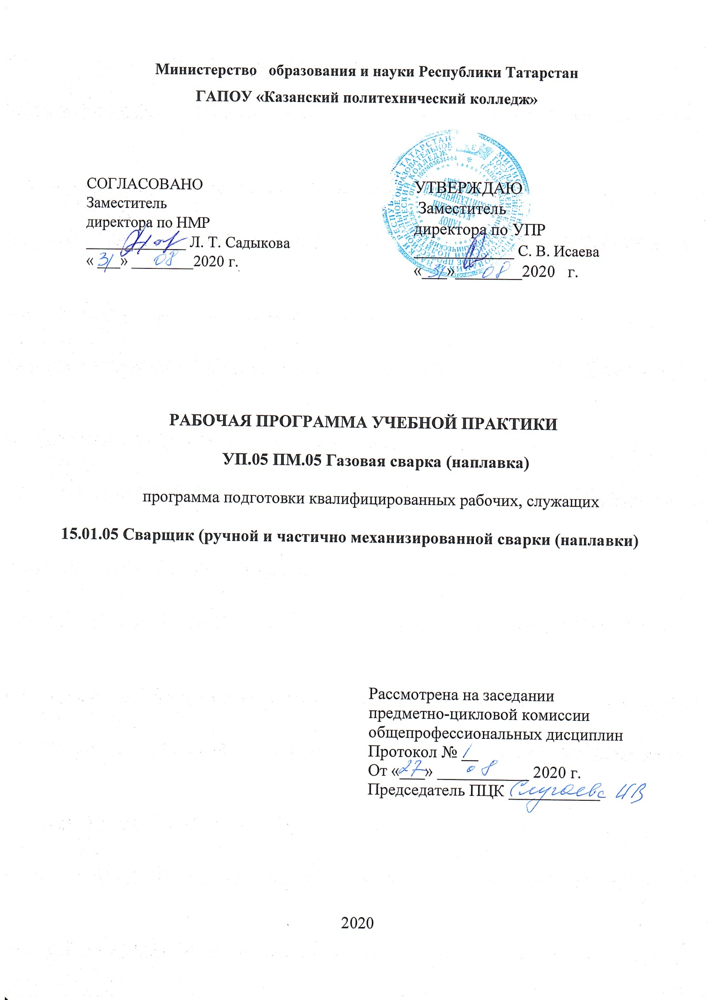 Министерство образования и науки Республики Татарстан
ГАПОУ «Казанский политехнический колледж»
СОГЛАСОВАНО
Заместитель
директора по НМР
____________ Л. Т. Садыкова
«31» 08 2020 г.
УТВЕРЖДАЮ
Заместитель
директора по УПР
____________ С. В. Исаева
«31» 08 2020 г.
РАБОЧАЯ ПРОГРАММА УЧЕБНОЙ ПРАКТИКИ
УП.05 ПМ.05 Газовая сварка (наплавка)
программа подготовки квалифицированных рабочих, служащих
15.01.05 Сварщик (ручной и частично механизированной сварки (наплавки)
Рассмотрена на заседании
предметно-цикловой комиссии
общепрофессиональных дисциплин
Протокол № 1
От «27» 08 2020 г.
Председатель ПЦК
2020